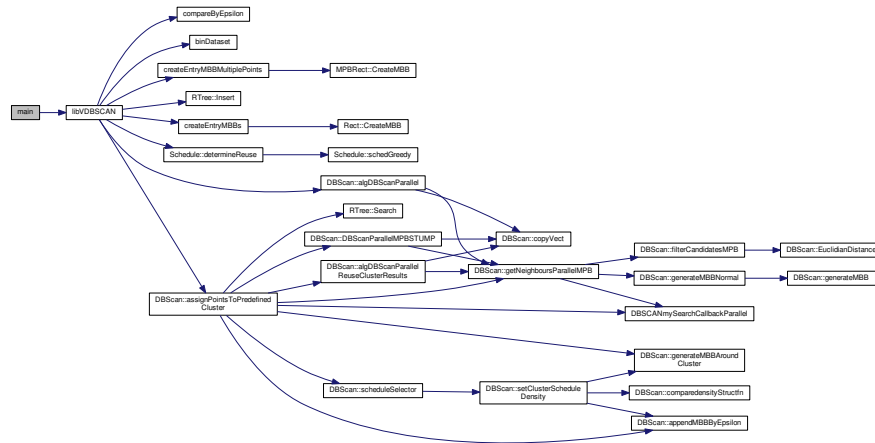 compareByEpsilon
binDataset
createEntryMBBMultiplePoints
MPBRect::CreateMBB
RTree::Insert
main
libVDBSCAN
createEntryMBBs
Rect::CreateMBB
Schedule::determineReuse
Schedule::schedGreedy
DBScan::algDBScanParallel
RTree::Search
DBScan::DBScanParallelMPBSTUMP
DBScan::copyVect
DBScan::filterCandidatesMPB
DBScan::EuclidianDistance
DBScan::algDBScanParallel
ReuseClusterResults
DBScan::getNeighboursParallelMPB
DBScan::generateMBBNormal
DBScan::generateMBB
DBScan::assignPointsToPredefined
Cluster
DBSCANmySearchCallbackParallel
DBScan::generateMBBAround
Cluster
DBScan::scheduleSelector
DBScan::setClusterSchedule
Density
DBScan::comparedensityStructfn
DBScan::appendMBBByEpsilon